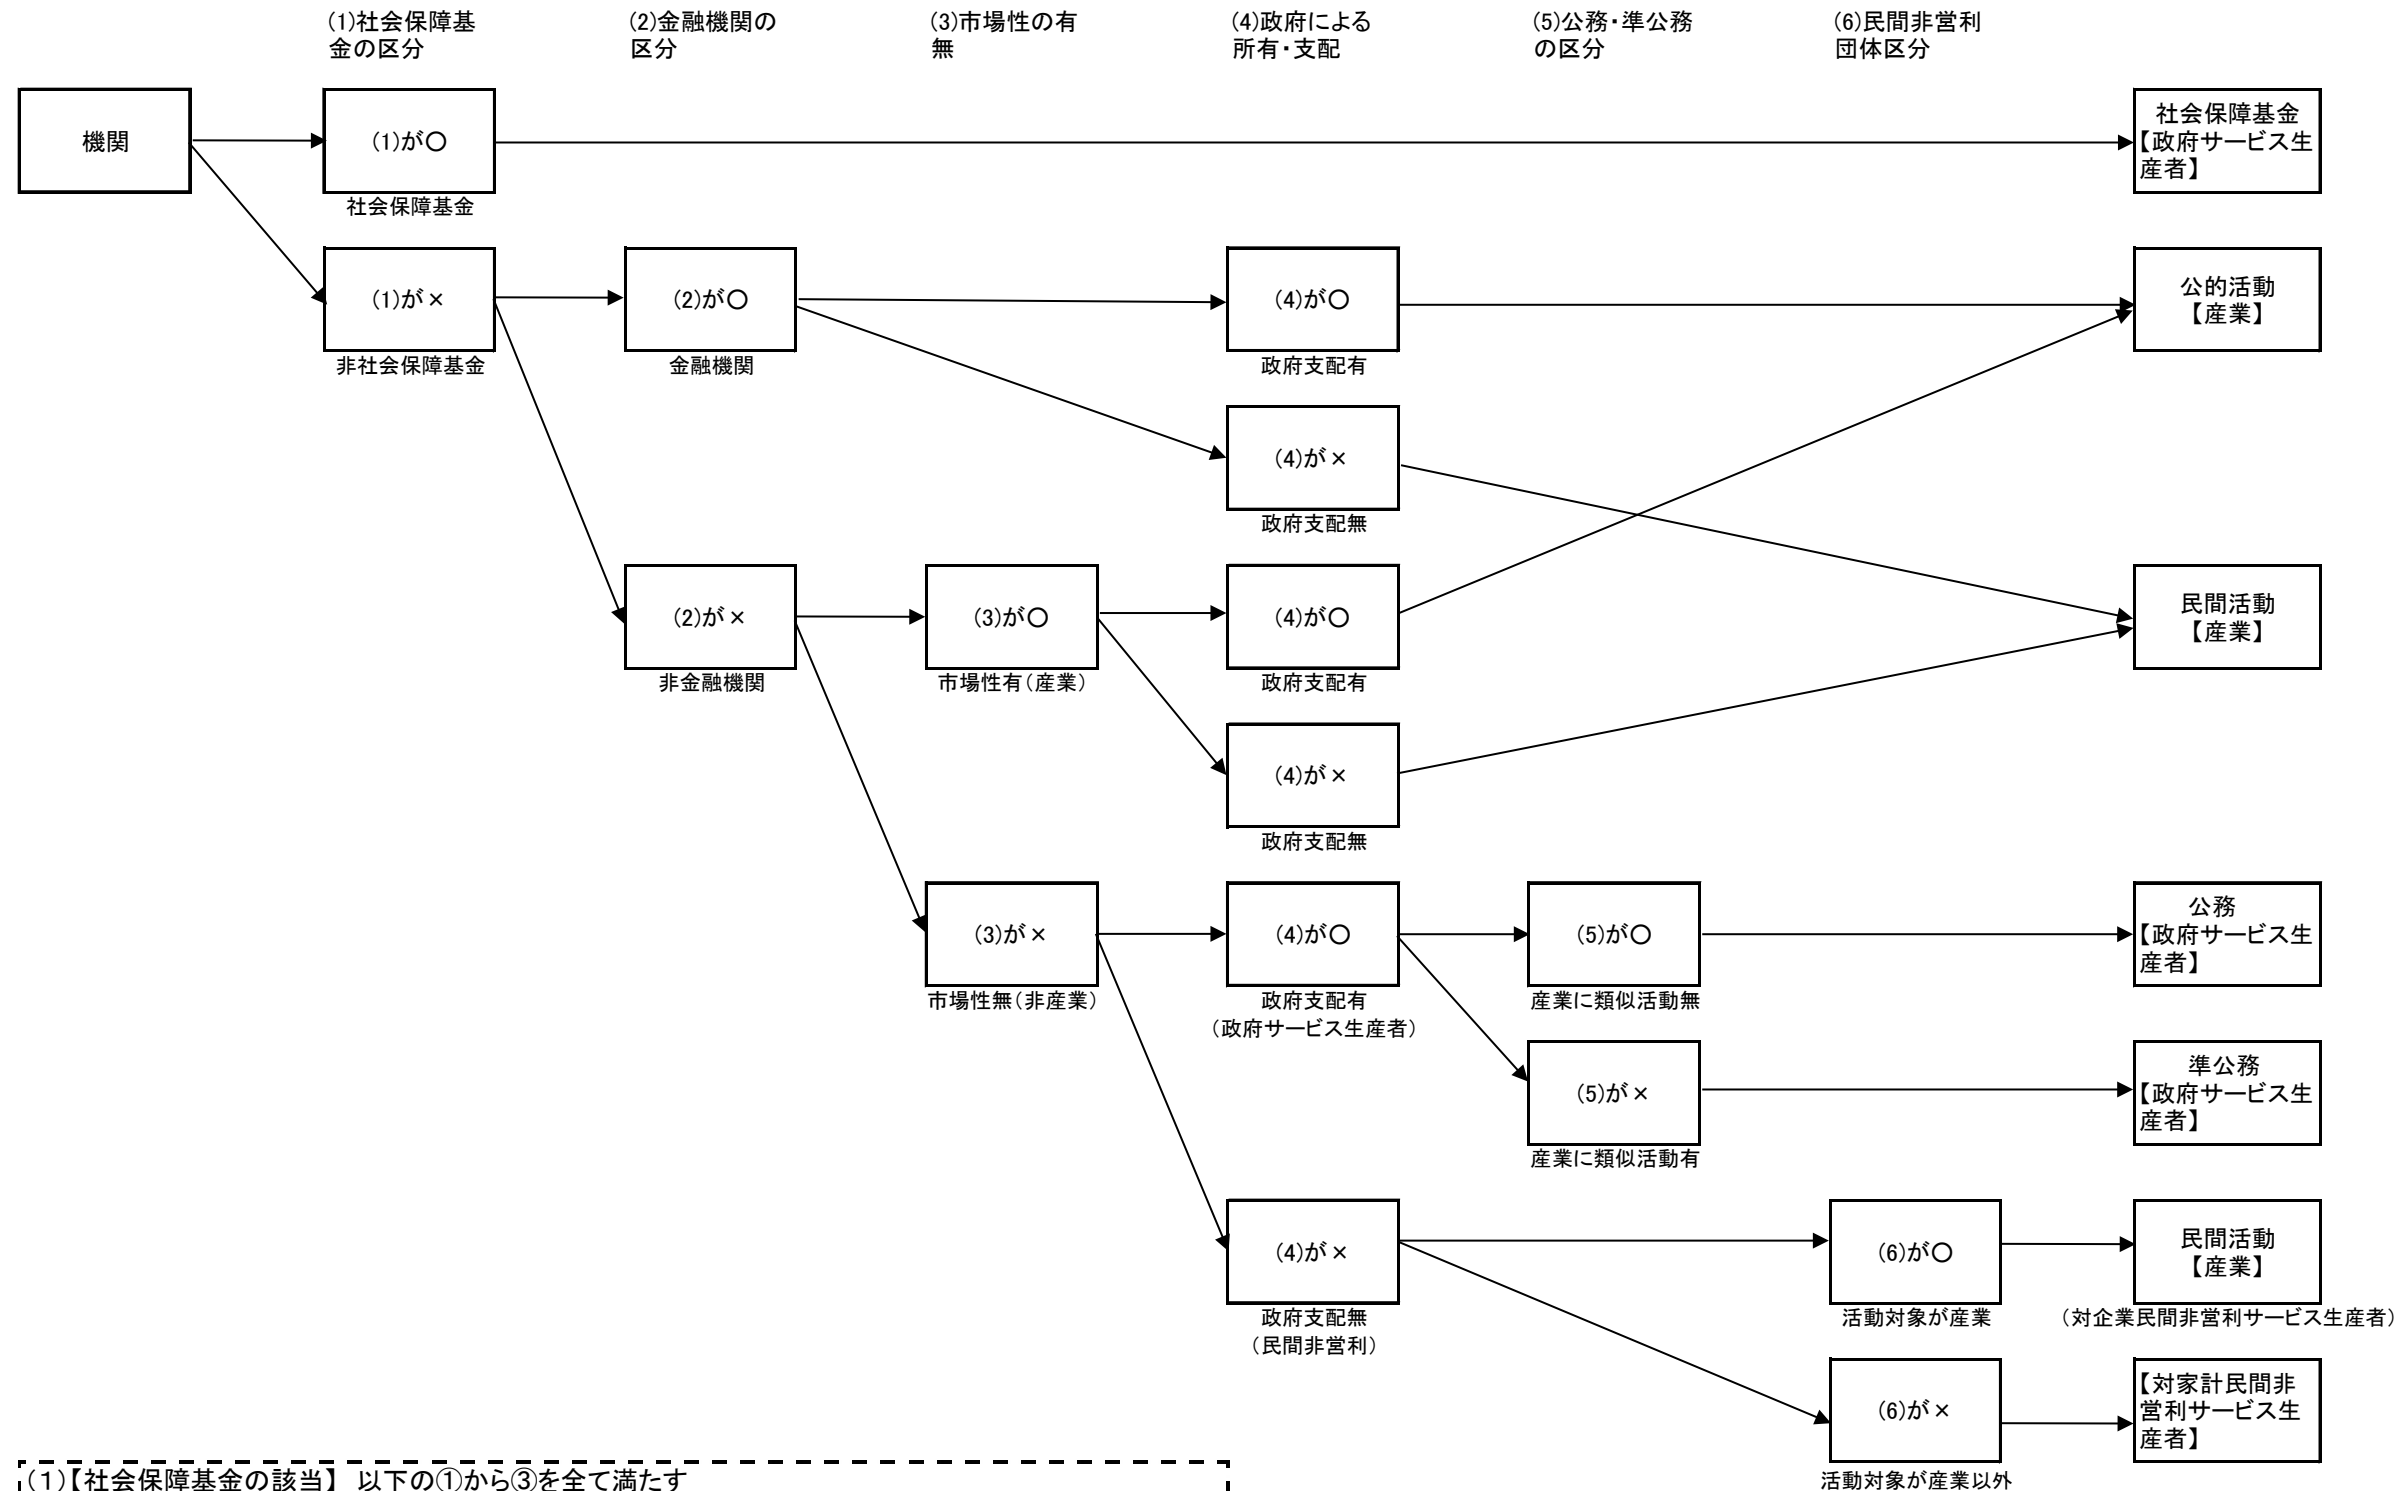 (1)社会保障基
金の区分
(2)金融機関の
区分
(3)市場性の有
無
(4)政府による
所有・支配
(5)公務・準公務
の区分
(6)民間非営利
団体区分
機関
(1)が〇
社会保障基金
社会保障基金
【政府サービス生
産者】
(1)が×
非社会保障基金
(2)が〇
金融機関
(4)が〇
政府支配有
公的活動
【産業】
(4)が×
政府支配無
(2)が×
非金融機関
(3)が〇
市場性有(産業)
(4)が〇
政府支配有
民間活動
【産業】
(4)が×
政府支配無
(3)が×
市場性無(非産業)
(4)が〇
政府支配有
(政府サービス生産者)
(5)が〇
産業に類似活動無
公務
【政府サービス生
産者】
(5)が×
産業に類似活動有
準公務
【政府サービス生
産者】
(4)が×
政府支配無
(民間非営利)
(6)が〇
活動対象が産業
民間活動
【産業】
(対企業民間非営利サービス生産者)
(6)が×
活動対象が産業以外
【対家計民間非
営利サービス生
産者】
(1)【社会保障基金の該当】 以下の①から③を全て満たす